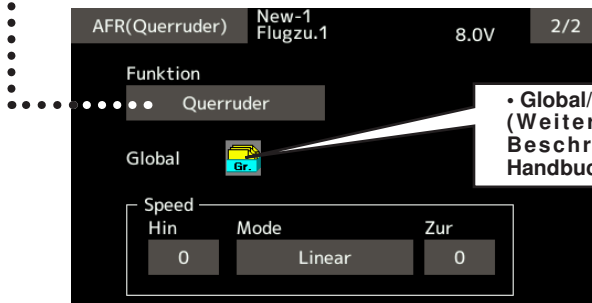 AFR(Querruder) New-1 Flugzu.1 8.0V 2/2
Funktion
Querruder
• Global/
(Weiter
Beschr
Handbuc
Global Gr.
Speed
Hin Mode Zur
0 Linear 0